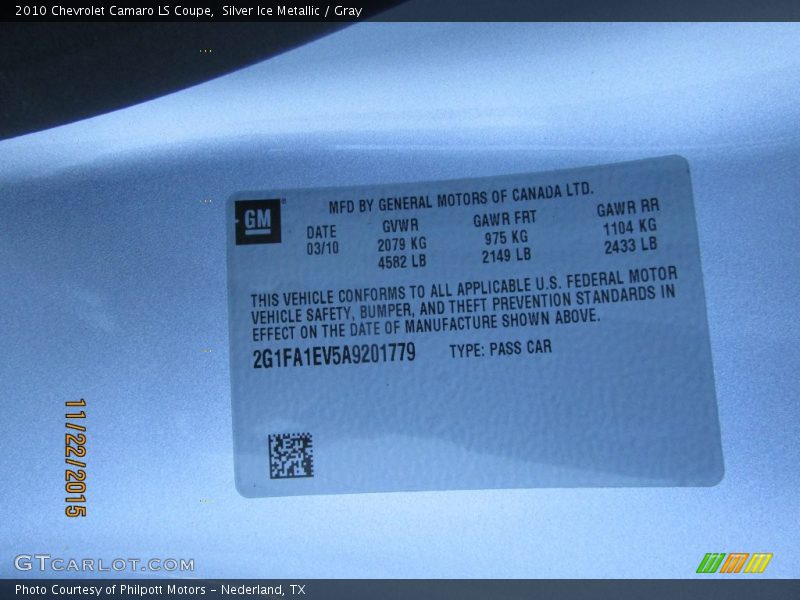 2010 Chevrolet Camaro LS Coupe,  Silver Ice Metallic / Gray
GM
MFD BY GENERAL MOTORS OF CANADA LTD.
DATE GVWR GAWR FRT GAWR RR
03/10 2079 KG 975 KG 1104 KG
4582 LB 2149 LB 2433 LB
THIS VEHICLE CONFORMS TO ALL APPLICABLE U.S. FEDERAL MOTOR
VEHICLE SAFETY, BUMPER, AND THEFT PREVENTION STANDARDS IN
EFFECT ON THE DATE OF MANUFACTURE SHOWN ABOVE.
2G1FA1EV5A9201779 TYPE: PASS CAR
11/22/2015
GTCARLOT.COM
Photo Courtesy of Philpott Motors - Nederland, TX